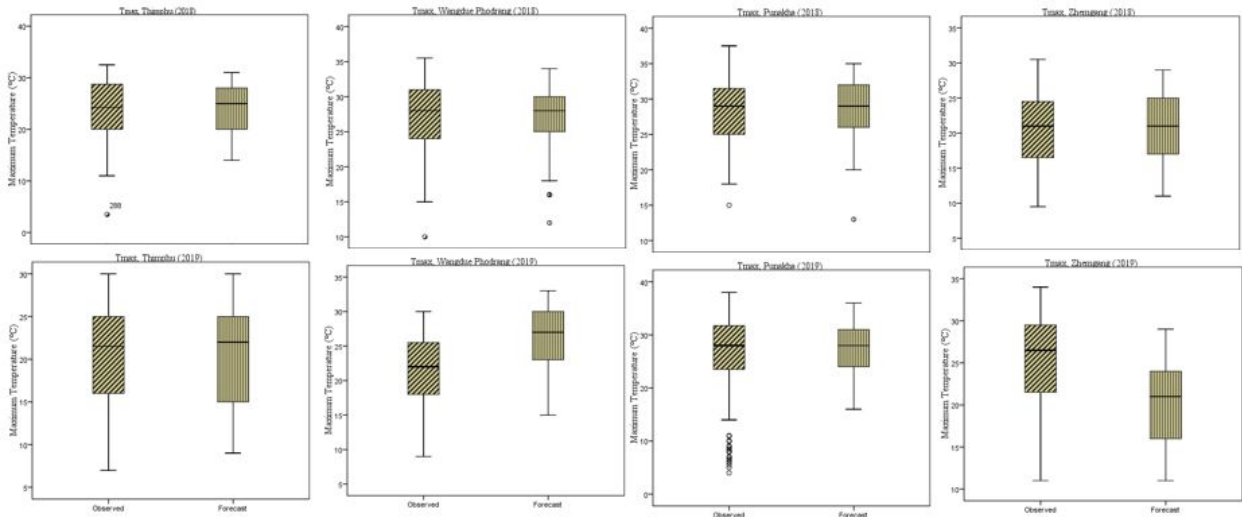 Tmax, Thimphu (2018)
Maximum Temperature (°C)
40
30
20
10
0
288
Tmax, Wangdue Phodrang (2018)
Maximum Temperature (°C)
40
35
30
25
20
15
10
Tmax, Punakha (2018)
Maximum Temperature (°C)
40
35
30
25
20
15
10
Tmax, Zhemgang (2018)
Maximum Temperature (°C)
35
30
25
20
15
10
5
Tmax, Thimphu (2019)
Maximum Temperature (°C)
30
25
20
15
10
5
Observed
Forecast
Tmax, Wangdue Phodrang (2019)
Maximum Temperature (°C)
35
30
25
20
15
10
5
Observed
Forecast
Tmax, Punakha (2019)
Maximum Temperature (°C)
40
30
20
10
0
Observed
Forecast
Tmax, Zhemgang (2019)
Maximum Temperature (°C)
35
30
25
20
15
10
Observed
Forecast